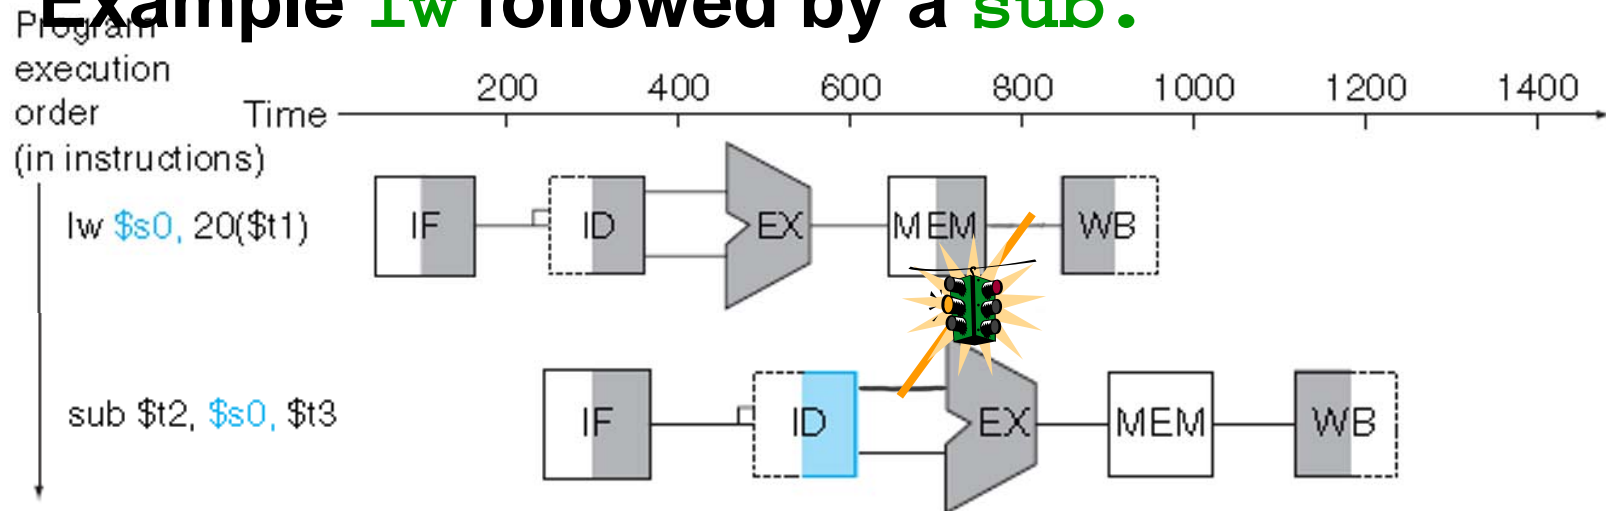 Example lw followed by a sub.
Program
execution
order
(in instructions)
Time
200 400 600 800 1000 1200 1400
lw $s0, 20($t1)
IF ID EX MEM WB
sub $t2, $s0, $t3
IF ID EX MEM WB